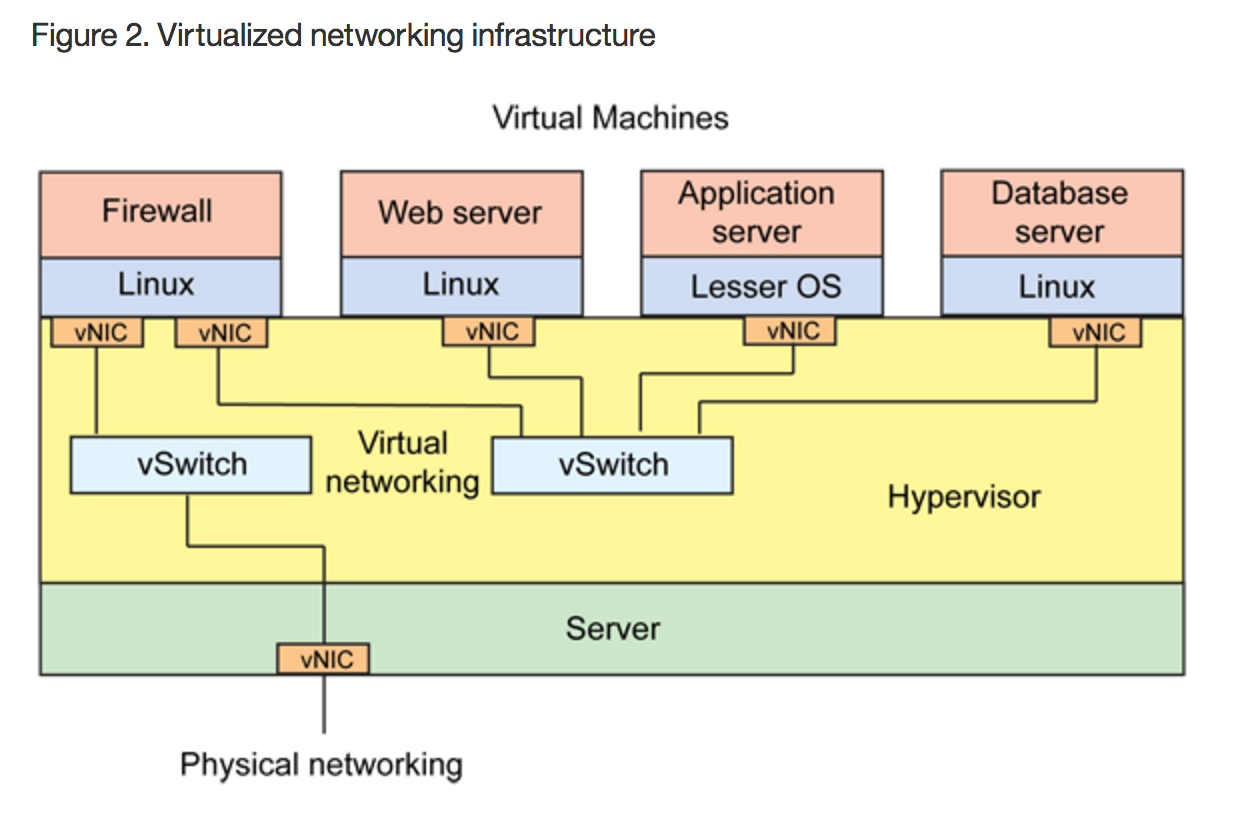 Figure 2. Virtualized networking infrastructure
Virtual Machines
Firewall
Linux
Web server
Linux
Application
server
Lesser OS
Database
server
Linux
vNIC
vNIC
vNIC
vNIC
vNIC
vSwitch
Virtual
networking
vSwitch
Hypervisor
Server
vNIC
Physical networking